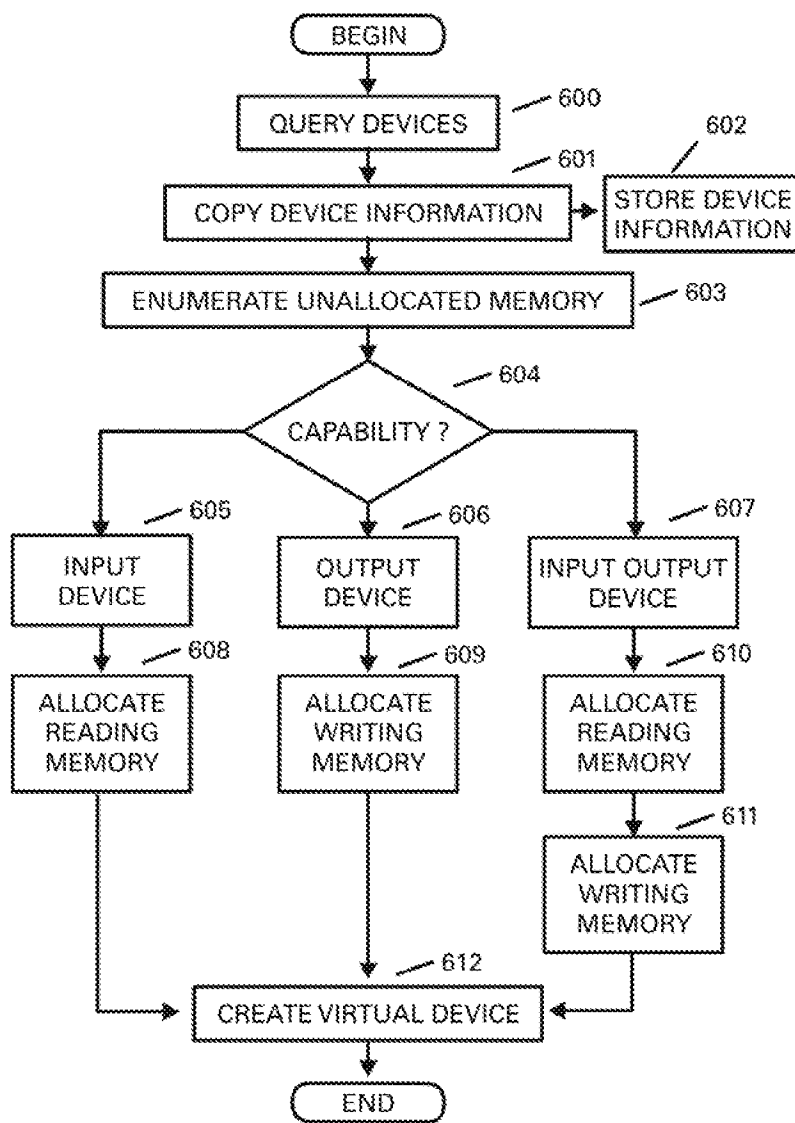 BEGIN
600
QUERY DEVICES
601
602
COPY DEVICE INFORMATION
STORE DEVICE
INFORMATION
ENUMERATE UNALLOCATED MEMORY
603
604
CAPABILITY ?
605
606
607
INPUT
DEVICE
OUTPUT
DEVICE
INPUT OUTPUT
DEVICE
608
609
610
ALLOCATE
READING
MEMORY
ALLOCATE
WRITING
MEMORY
ALLOCATE
READING
MEMORY
611
ALLOCATE
WRITING
MEMORY
612
CREATE VIRTUAL DEVICE
END